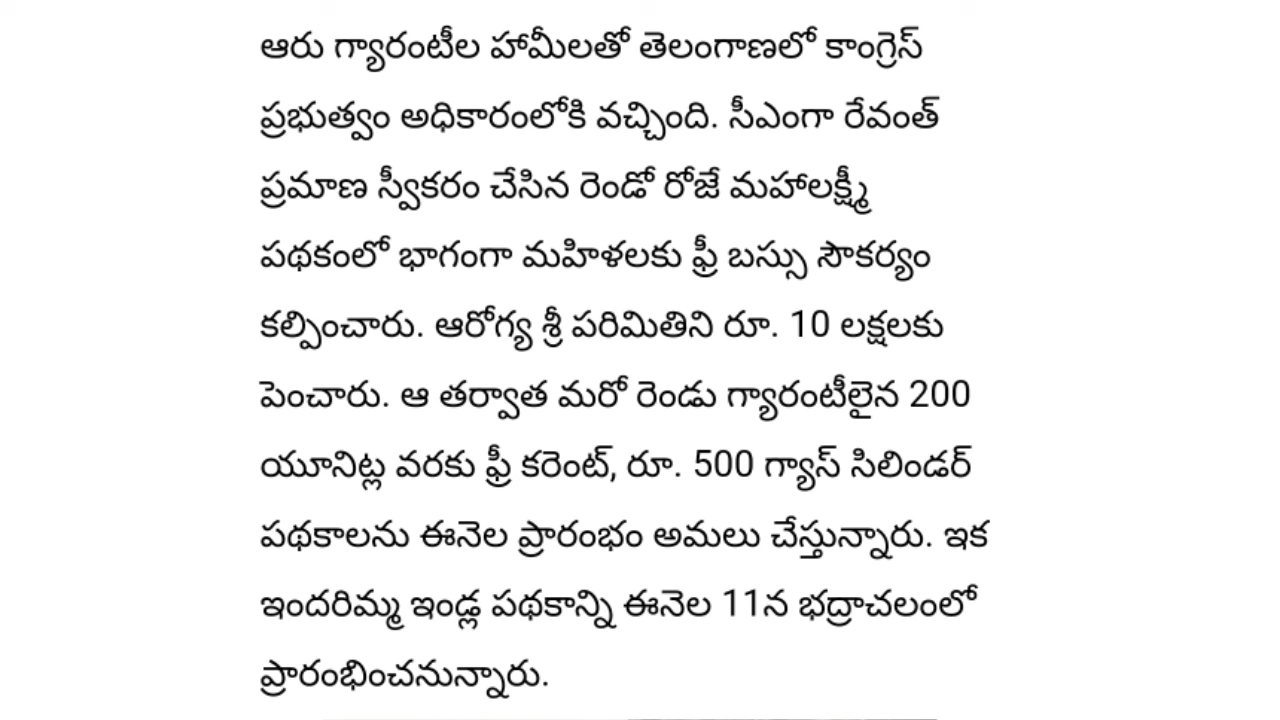 ఆరు గ్యారంటీల హామీలతో తెలంగాణలో కాంగ్రెస్
ప్రభుత్వం అధికారంలోకి వచ్చింది. సీఎంగా రేవంత్
ప్రమాణ స్వీకరం చేసిన రెండో రోజే మహాలక్ష్మీ
పథకంలో భాగంగా మహిళలకు ఫ్రీ బస్సు సౌకర్యం
కల్పించారు. ఆరోగ్య శ్రీ పరిమితిని రూ. 10 లక్షలకు
పెంచారు. ఆ తర్వాత మరో రెండు గ్యారంటీలైన 200
యూనిట్ల వరకు ఫ్రీ కరెంట్, రూ. 500 గ్యాస్ సిలిండర్
పథకాలను ఈనెల ప్రారంభం అమలు చేస్తున్నారు. ఇక
ఇందరిమ్మ ఇండ్ల పథకాన్ని ఈనెల 11న భద్రాచలంలో
ప్రారంభించనున్నారు.